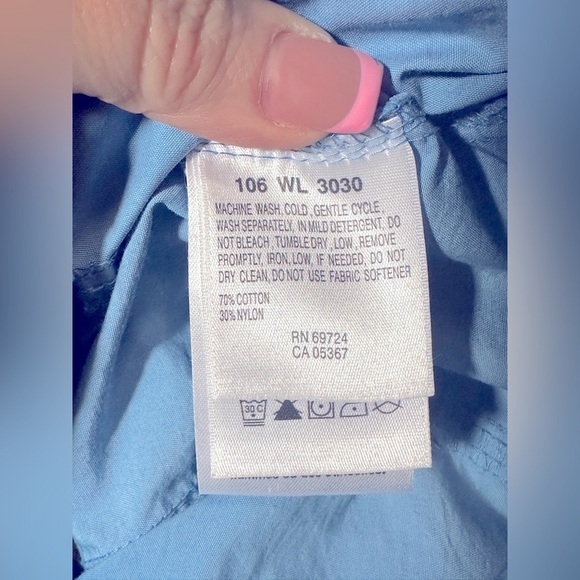 106 WL 3030
MACHINE WASH, COLD, GENTLE CYCLE,
WASH SEPARATELY, IN MILD DETERGENT, DO
NOT BLEACH, TUMBLE DRY, LOW, REMOVE
PROMPTLY, IRON, LOW, IF NEEDED, DO NOT
DRY CLEAN, DO NOT USE FABRIC SOFTENER
70% COTTON
30% NYLON
RN 69724
CA 05367
30 C